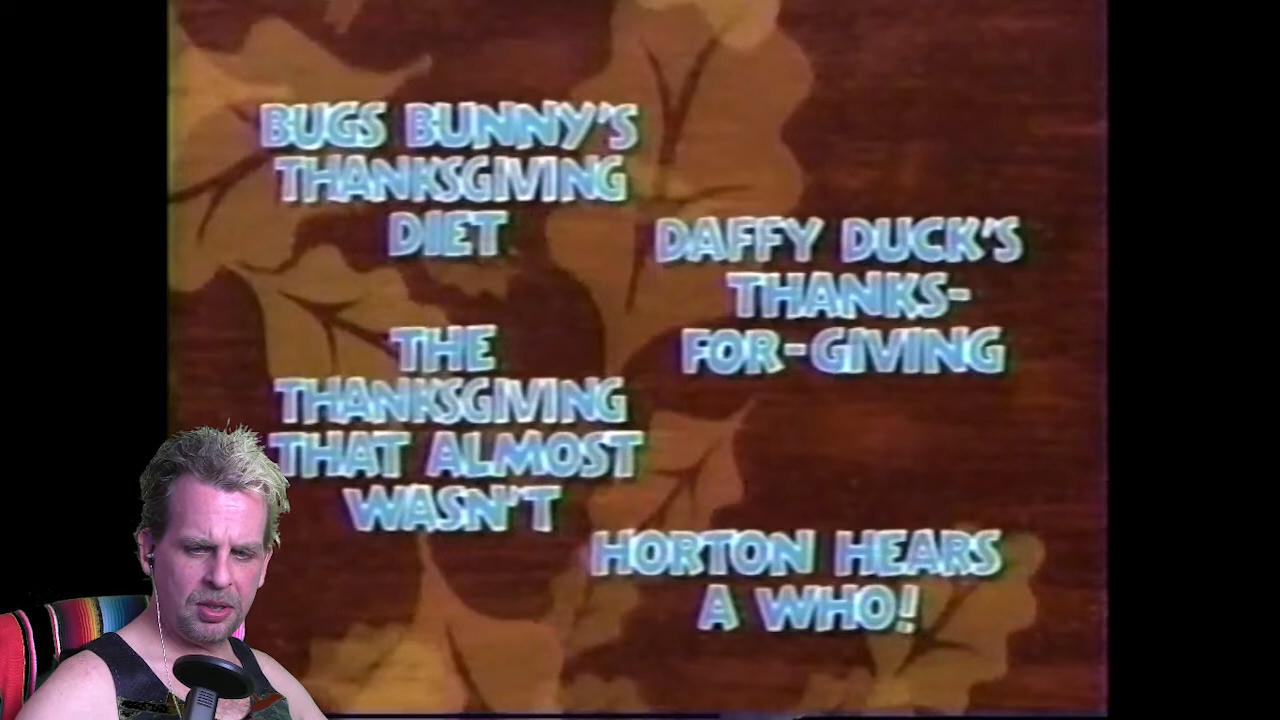 BUGS BUNNY'S
THANKSGIVING
DIET
DAFFY DUCK'S
THANKS-
FOR-GIVING
THE
THANKSGIVING
THAT ALMOST
WASN'T
HORTON HEARS
A WHO!